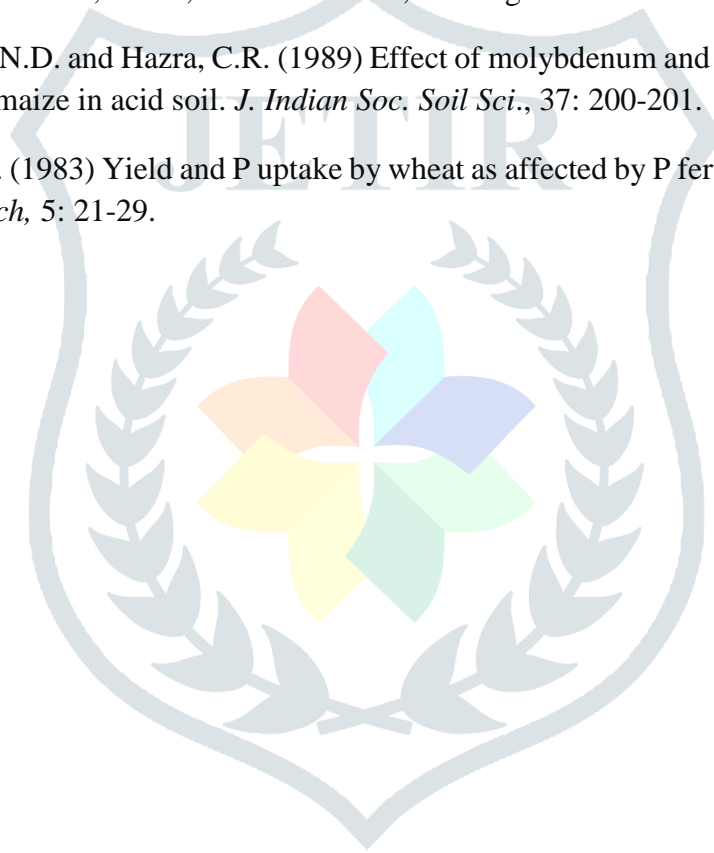 N.D. and Hazra, C.R. (1989) Effect of molybdenum and
maize in acid soil. J. Indian Soc. Soil Sci., 37: 200-201.
JETIR
. (1983) Yield and P uptake by wheat as affected by P fer
ch, 5: 21-29.